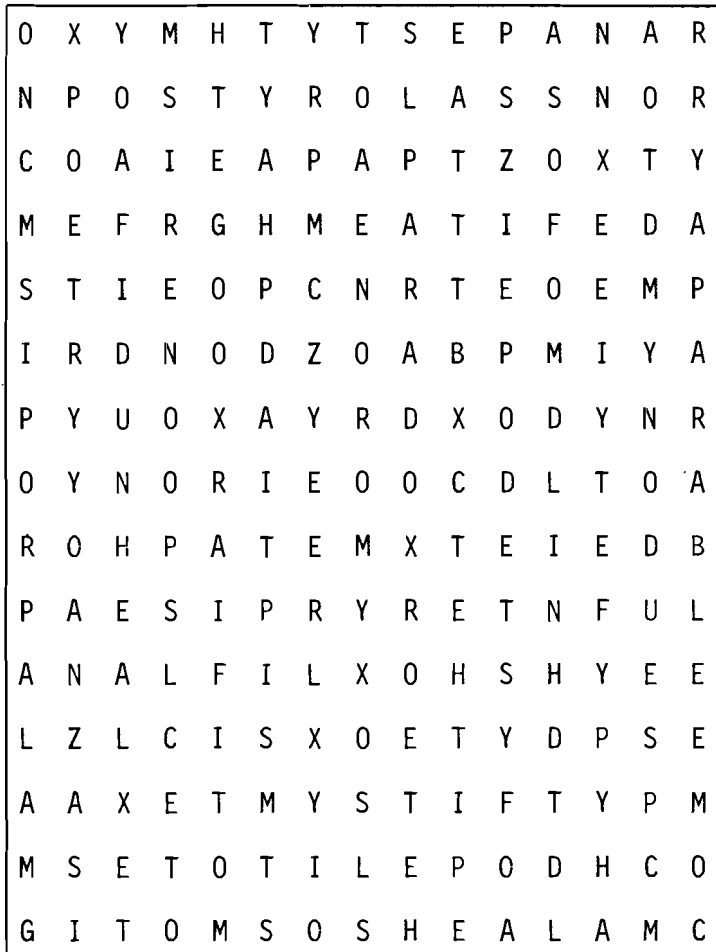 O X Y M H T Y T S E P A N A R
N P O S T Y R O L A S S N O R
C O A I E A P A P T Z O X T Y
M E F R G H M E A T I F E D A
S T I E O P C N R T E O E M P
I R D N O D Z O A B P M I Y A
P Y U O X A Y R D X O D Y N R
O Y N O R I E O O C D L T O A
R O H P A T E M X T E I E D B
P A E S I P R Y R E T N F U L
A N A L F I L X O H S H Y E E
L Z L C I S X O E T Y D P S E
A A X E T M Y S T I F T Y P M
M S E T O T I L E P O D H C O
G I T O M S O S H E A L A M C